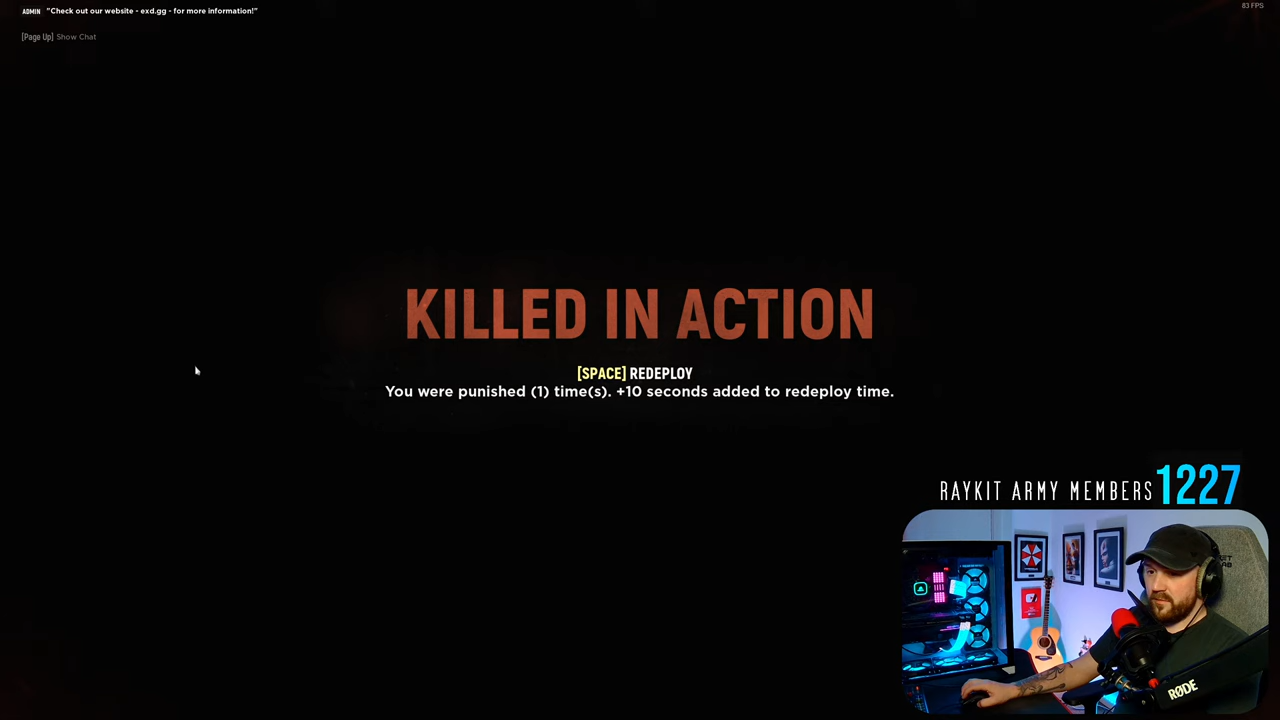 ADMIN "Check out our website - exd.gg - for more information!"
83 FPS
[Page Up] Show Chat
KILLED IN ACTION
[SPACE] REDEPLOY
You were punished (1) time(s). +10 seconds added to redeploy time.
RAYKIT ARMY MEMBERS 1227
RØDE